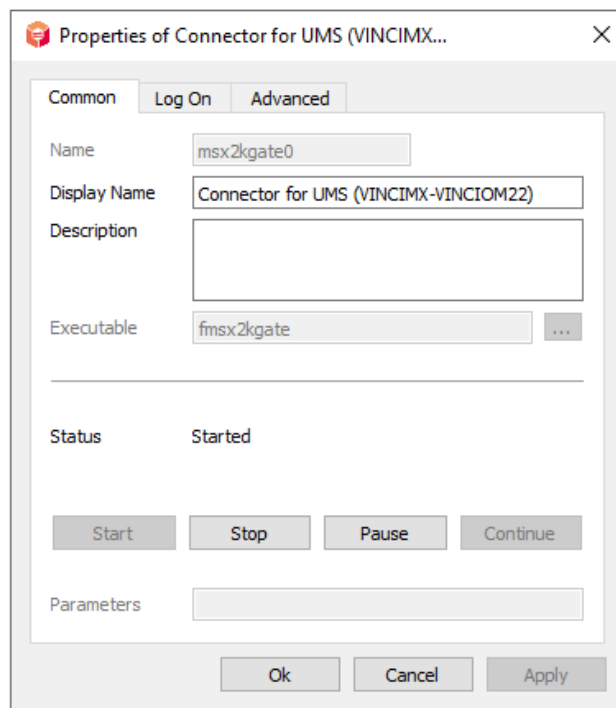 Properties of Connector for UMS (VINCIMX...
Common Log On Advanced
Name msx2kgate0
Display Name Connector for UMS (VINCIMX-VINCIOM22)
Description
Executable fmsx2kgate ...
Status Started
Start Stop Pause Continue
Parameters
Ok Cancel Apply